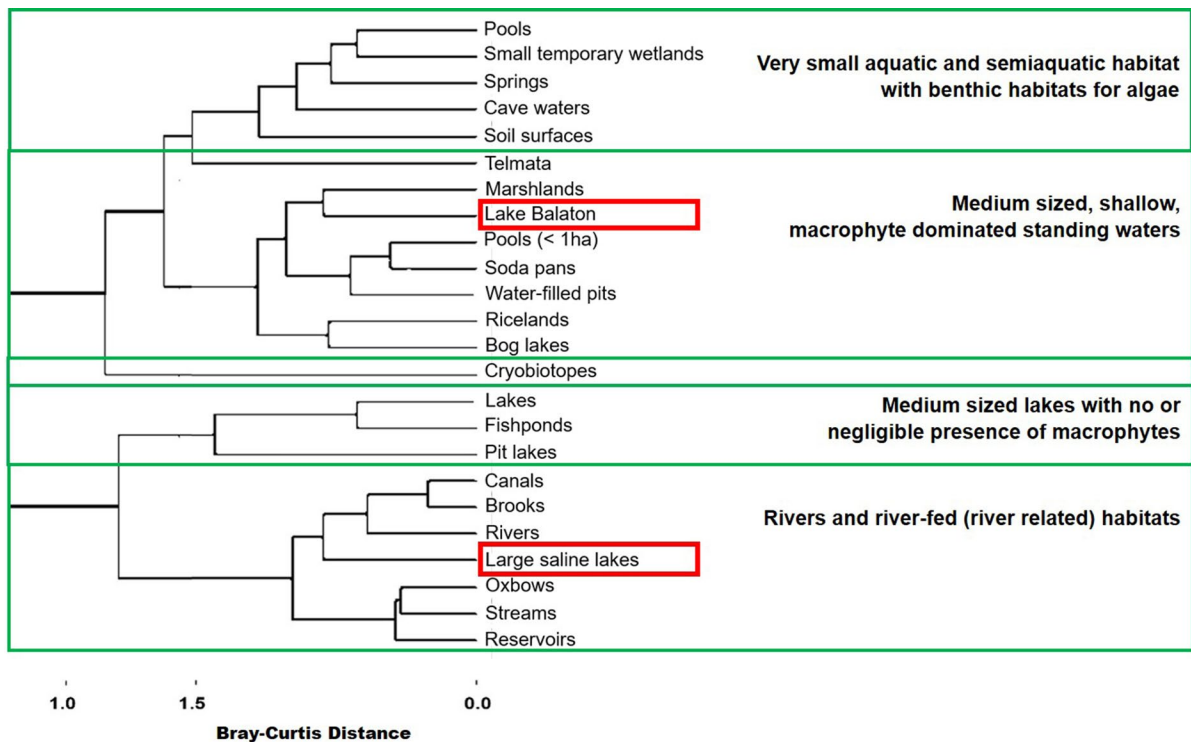 Pools
Small temporary wetlands
Springs
Cave waters
Soil surfaces
Very small aquatic and semiaquatic habitat
with benthic habitats for algae
Telmata
Marshlands
Lake Balaton
Pools (< 1ha)
Soda pans
Water-filled pits
Ricelands
Bog lakes
Medium sized, shallow,
macrophyte dominated standing waters
Cryobiotopes
Lakes
Fishponds
Pit lakes
Medium sized lakes with no or
negligible presence of macrophytes
Canals
Brooks
Rivers
Large saline lakes
Oxbows
Streams
Reservoirs
Rivers and river-fed (river related) habitats
1.0 1.5 0.0
Bray-Curtis Distance